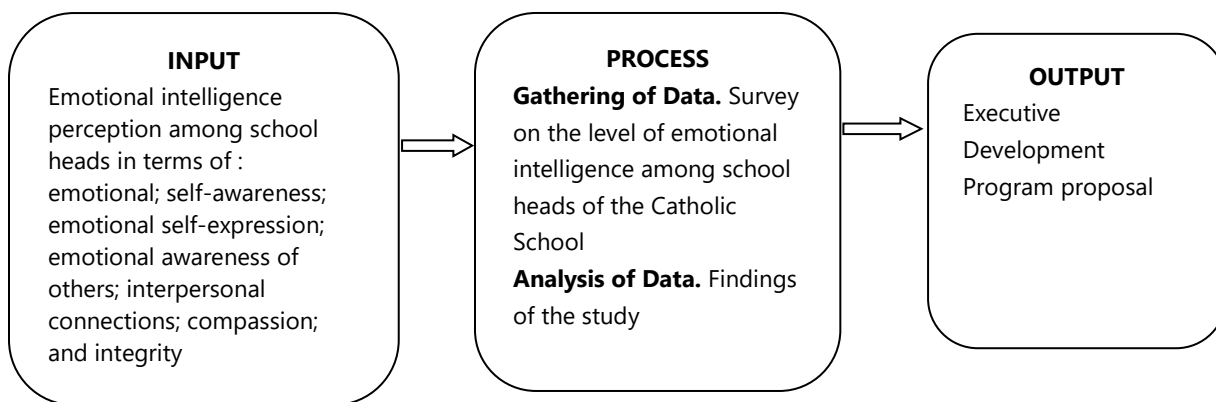 INPUT
Emotional intelligence
perception among school
heads in terms of :
emotional; self-awareness;
emotional self-expression;
emotional awareness of
others; interpersonal
connections; compassion;
and integrity
PROCESS
Gathering of Data. Survey
on the level of emotional
intelligence among school
heads of the Catholic
School
Analysis of Data. Findings
of the study
OUTPUT
Executive
Development
Program proposal